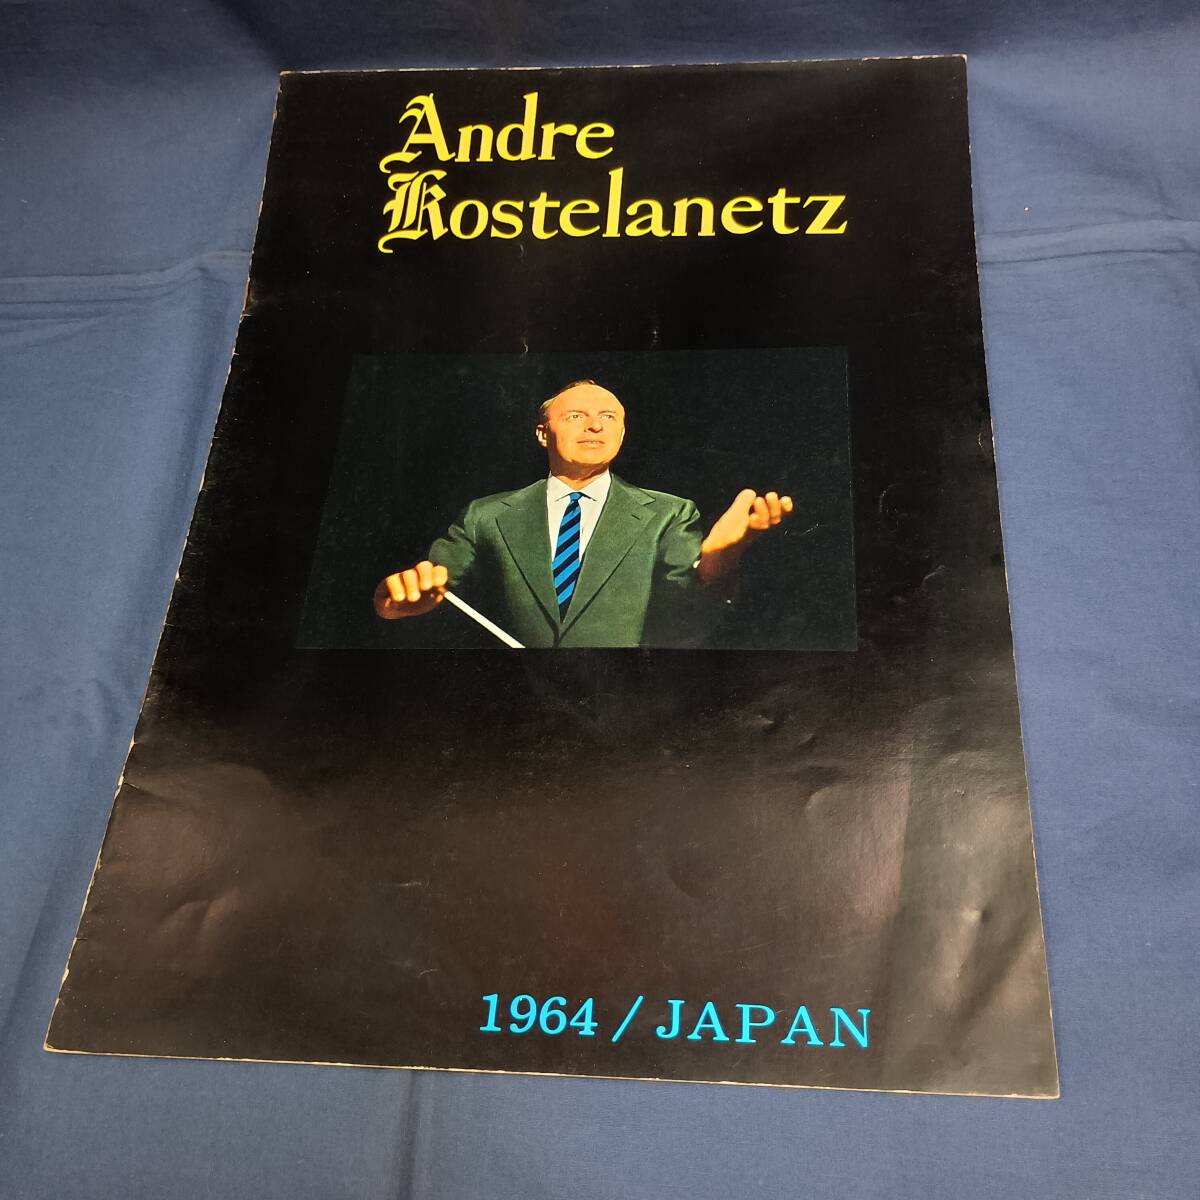 Andre
Kostelanetz
1964 / JAPAN